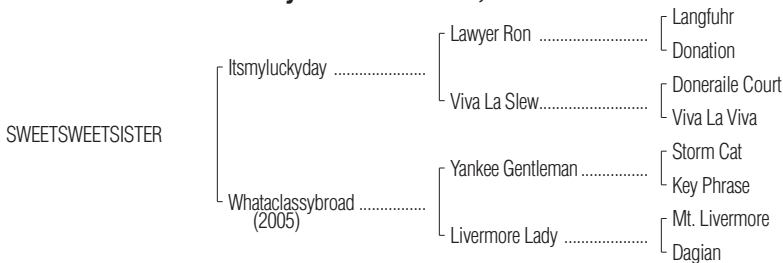 Langfuhr
Lawyer Ron ......................
Donation
Itsmyluckyday ......................
Doneraile Court
Viva La Slew......................
Viva La Viva
SWEETSWEETSISTER
Storm Cat
Yankee Gentleman ................
Key Phrase
Whataclassybroad ................
(2005)
Mt. Livermore
Livermore Lady ....................
Dagian